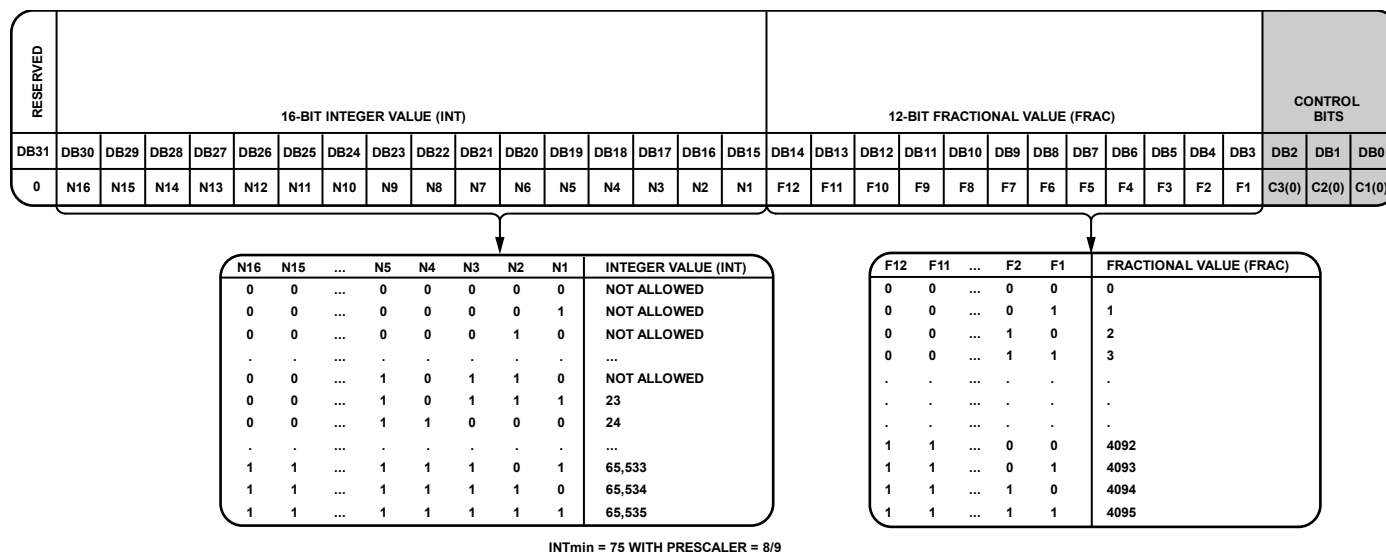 RESERVED
16-BIT INTEGER VALUE (INT)
12-BIT FRACTIONAL VALUE (FRAC)
CONTROL
BITS
DB31 DB30 DB29 DB28 DB27 DB26 DB25 DB24 DB23 DB22 DB21 DB20 DB19 DB18 DB17 DB16 DB15 DB14 DB13 DB12 DB11 DB10 DB9 DB8 DB7 DB6 DB5 DB4 DB3 DB2 DB1 DB0
0 N16 N15 N14 N13 N12 N11 N10 N9 N8 N7 N6 N5 N4 N3 N2 N1 F12 F11 F10 F9 F8 F7 F6 F5 F4 F3 F2 F1 C3(0) C2(0) C1(0)
N16 N15 ... N5 N4 N3 N2 N1 INTEGER VALUE (INT)
0 0 ... 0 0 0 0 0 NOT ALLOWED
0 0 ... 0 0 0 0 1 NOT ALLOWED
0 0 ... 0 0 0 1 0 NOT ALLOWED
. . ... . . . . . ...
0 0 ... 1 0 1 1 0 NOT ALLOWED
0 0 ... 1 0 1 1 1 23
0 0 ... 1 1 0 0 0 24
. . ... . . . . . ...
1 1 ... 1 1 1 0 1 65,533
1 1 ... 1 1 1 1 0 65,534
1 1 ... 1 1 1 1 1 65,535
F12 F11 ... F2 F1 FRACTIONAL VALUE (FRAC)
0 0 ... 0 0 0
0 0 ... 0 1 1
0 0 ... 1 0 2
0 0 ... 1 1 3
. . ... . . .
. . ... . . .
. . ... . . .
1 1 ... 0 0 4092
1 1 ... 0 1 4093
1 1 ... 1 0 4094
1 1 ... 1 1 4095
INTmin = 75 WITH PRESCALER = 8/9